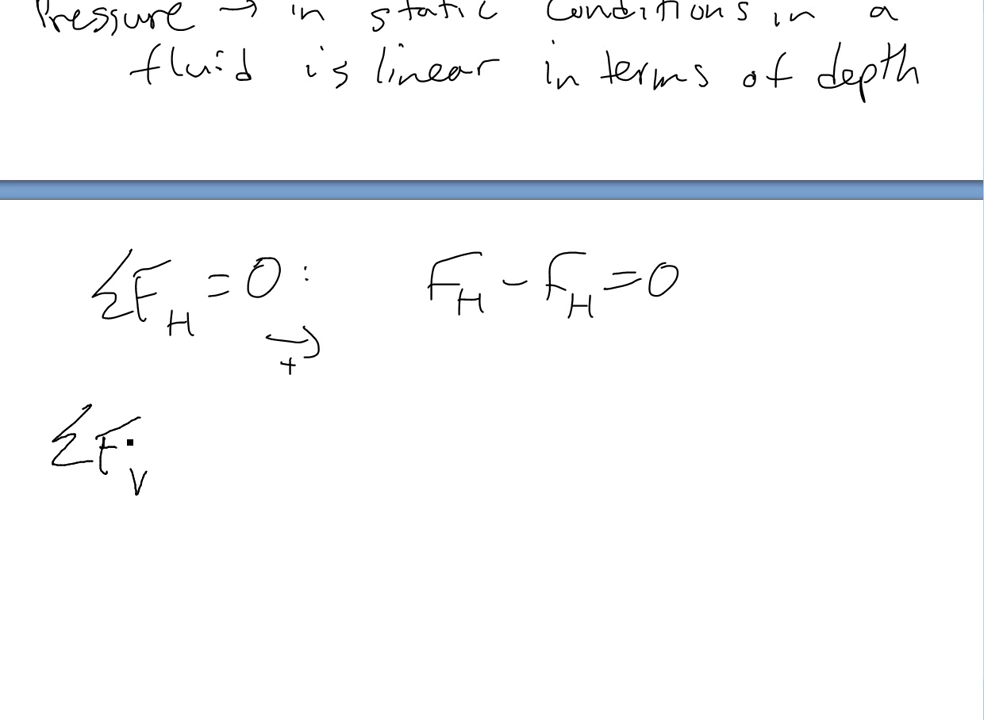 Pressure → in static conditions in a
fluid is linear in terms of depth
ΣF_H = 0: F_H - F_H = 0
→
+
ΣF_V